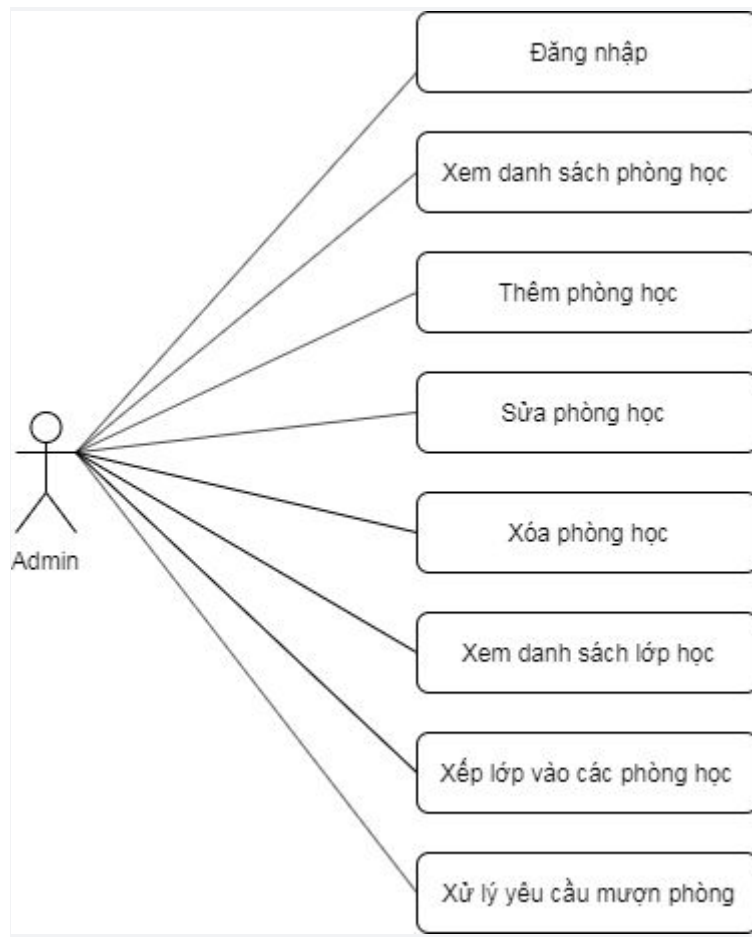 Đăng nhập
Xem danh sách phòng học
Thêm phòng học
Sửa phòng học
Admin
Xóa phòng học
Xem danh sách lớp học
Xếp lớp vào các phòng học
Xử lý yêu cầu mượn phòng